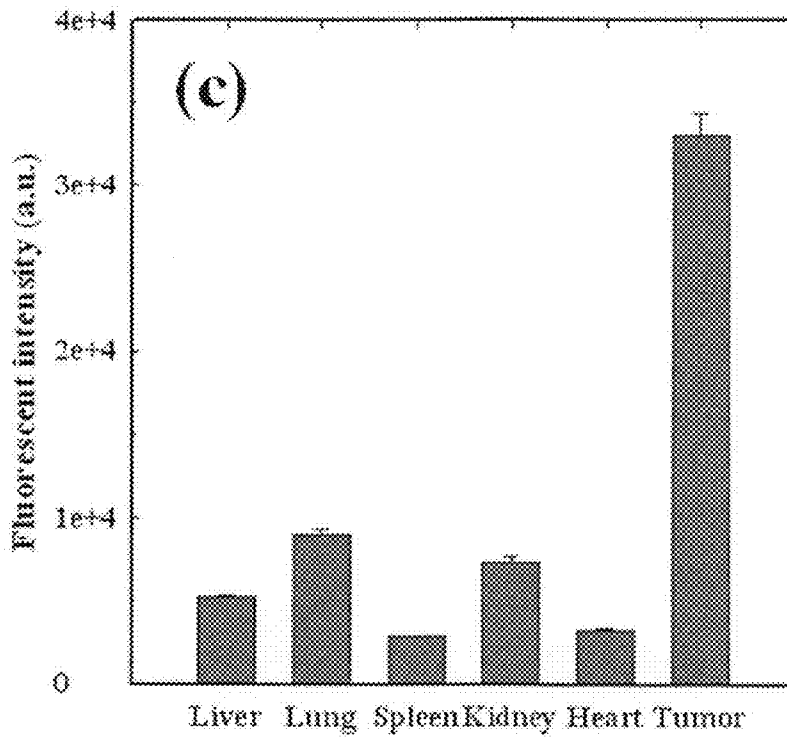 4e+4
(c)
3e+4
2e+4
1e+4
0
Fluorescent intensity (a.u.)
Liver Lung Spleen Kidney Heart Tumor